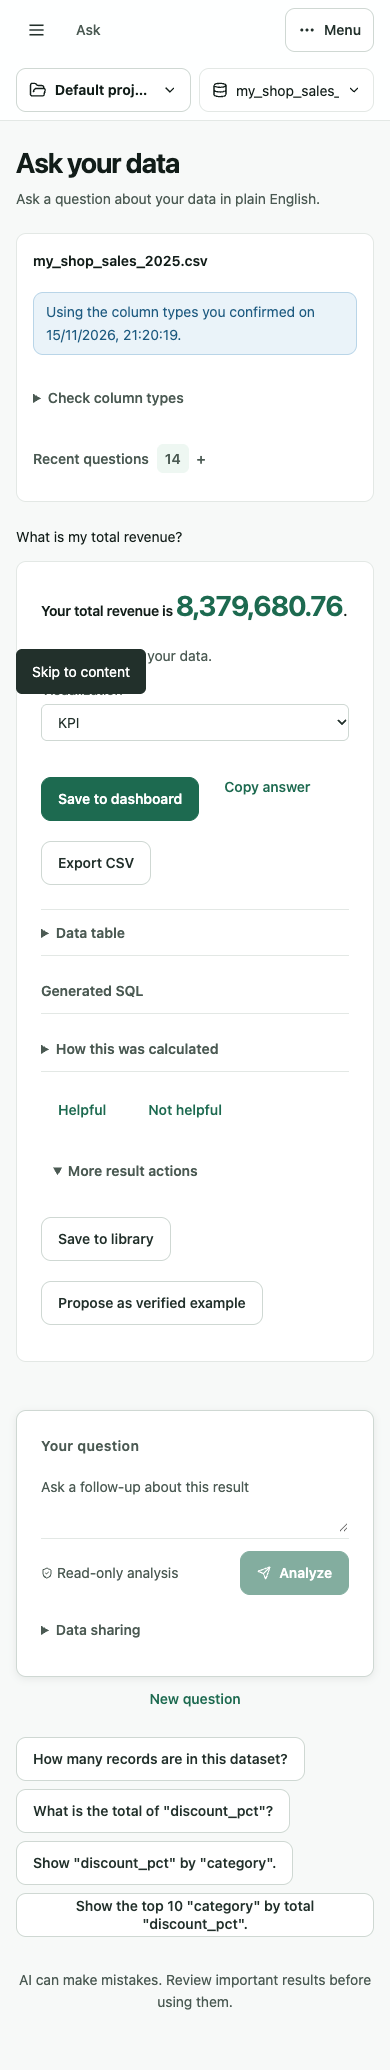 Ask
Menu
Default proj...
my_shop_sales_
Ask your data
Ask a question about your data in plain English.
my_shop_sales_2025.csv
Using the column types you confirmed on
15/11/2026, 21:20:19.
Check column types
Recent questions 14 +
What is my total revenue?
Your total revenue is 8,379,680.76.
your data.
Skip to content
KPI
Save to dashboard
Copy answer
Export CSV
Data table
Generated SQL
How this was calculated
Helpful
Not helpful
More result actions
Save to library
Propose as verified example
Your question
Ask a follow-up about this result
Read-only analysis
Analyze
Data sharing
New question
How many records are in this dataset?
What is the total of "discount_pct"?
Show "discount_pct" by "category".
Show the top 10 "category" by total
"discount_pct".
AI can make mistakes. Review important results before
using them.